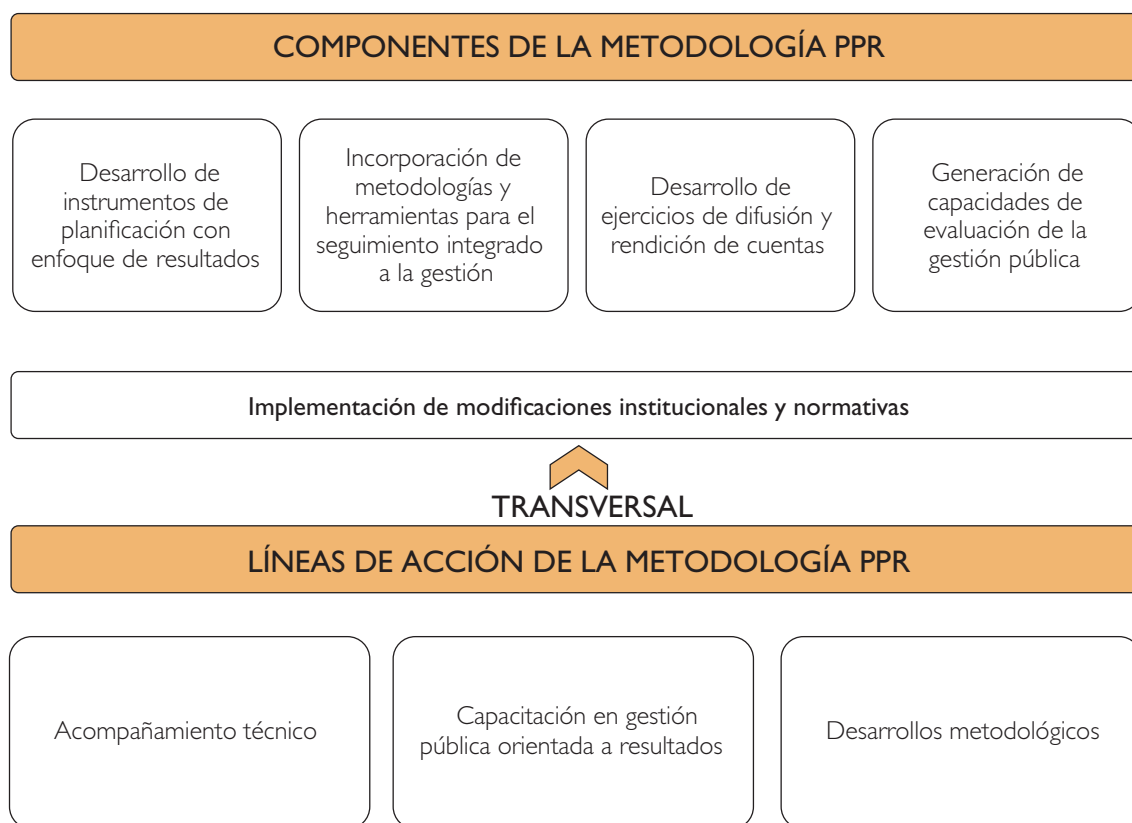 COMPONENTES DE LA METODOLOGÍA PPR
Desarrollo de
instrumentos de
planificación con
enfoque de resultados
Incorporación de
metodologías y
herramientas para el
seguimiento integrado
a la gestión
Desarrollo de
ejercicios de difusión y
rendición de cuentas
Generación de
capacidades de
evaluación de la
gestión pública
Implementación de modificaciones institucionales y normativas
TRANSVERSAL
LÍNEAS DE ACCIÓN DE LA METODOLOGÍA PPR
Acompañamiento técnico
Capacitación en gestión
pública orientada a resultados
Desarrollos metodológicos